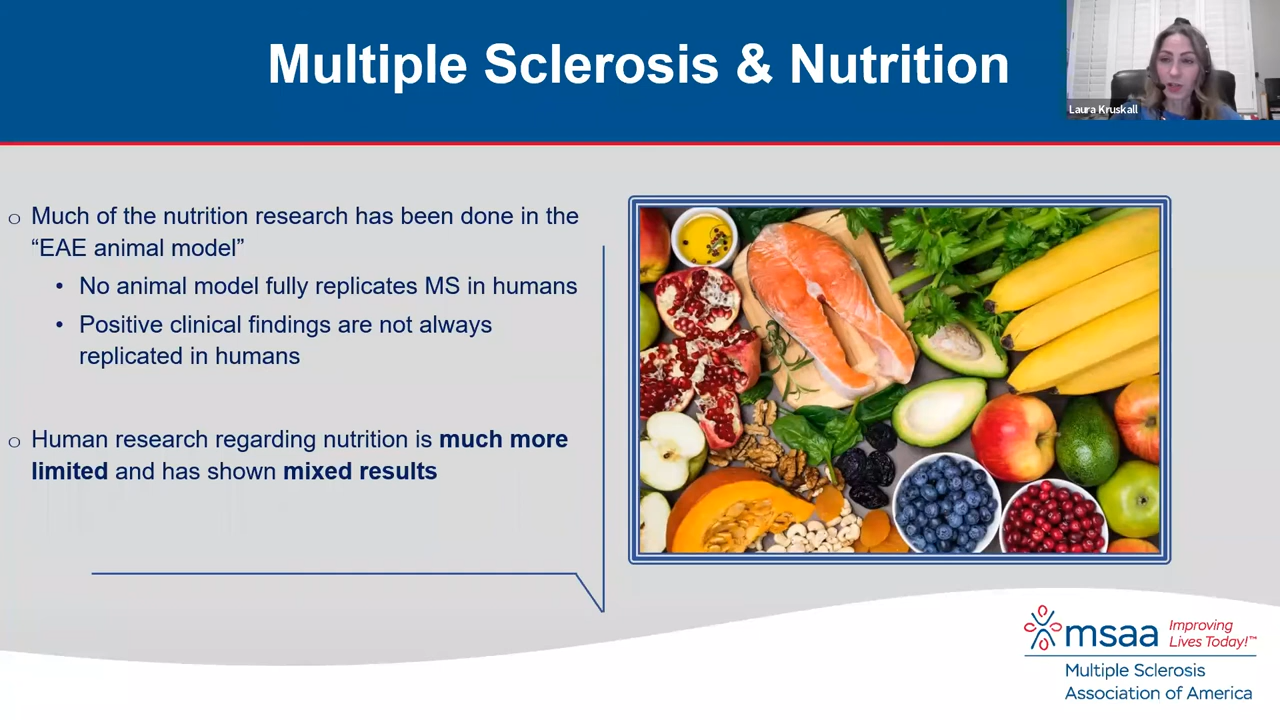 Multiple Sclerosis & Nutrition
Laura Kruskall
o Much of the nutrition research has been done in the
“EAE animal model”
• No animal model fully replicates MS in humans
• Positive clinical findings are not always
replicated in humans
o Human research regarding nutrition is much more
limited and has shown mixed results
msaa Improving
Lives Today!™
Multiple Sclerosis
Association of America